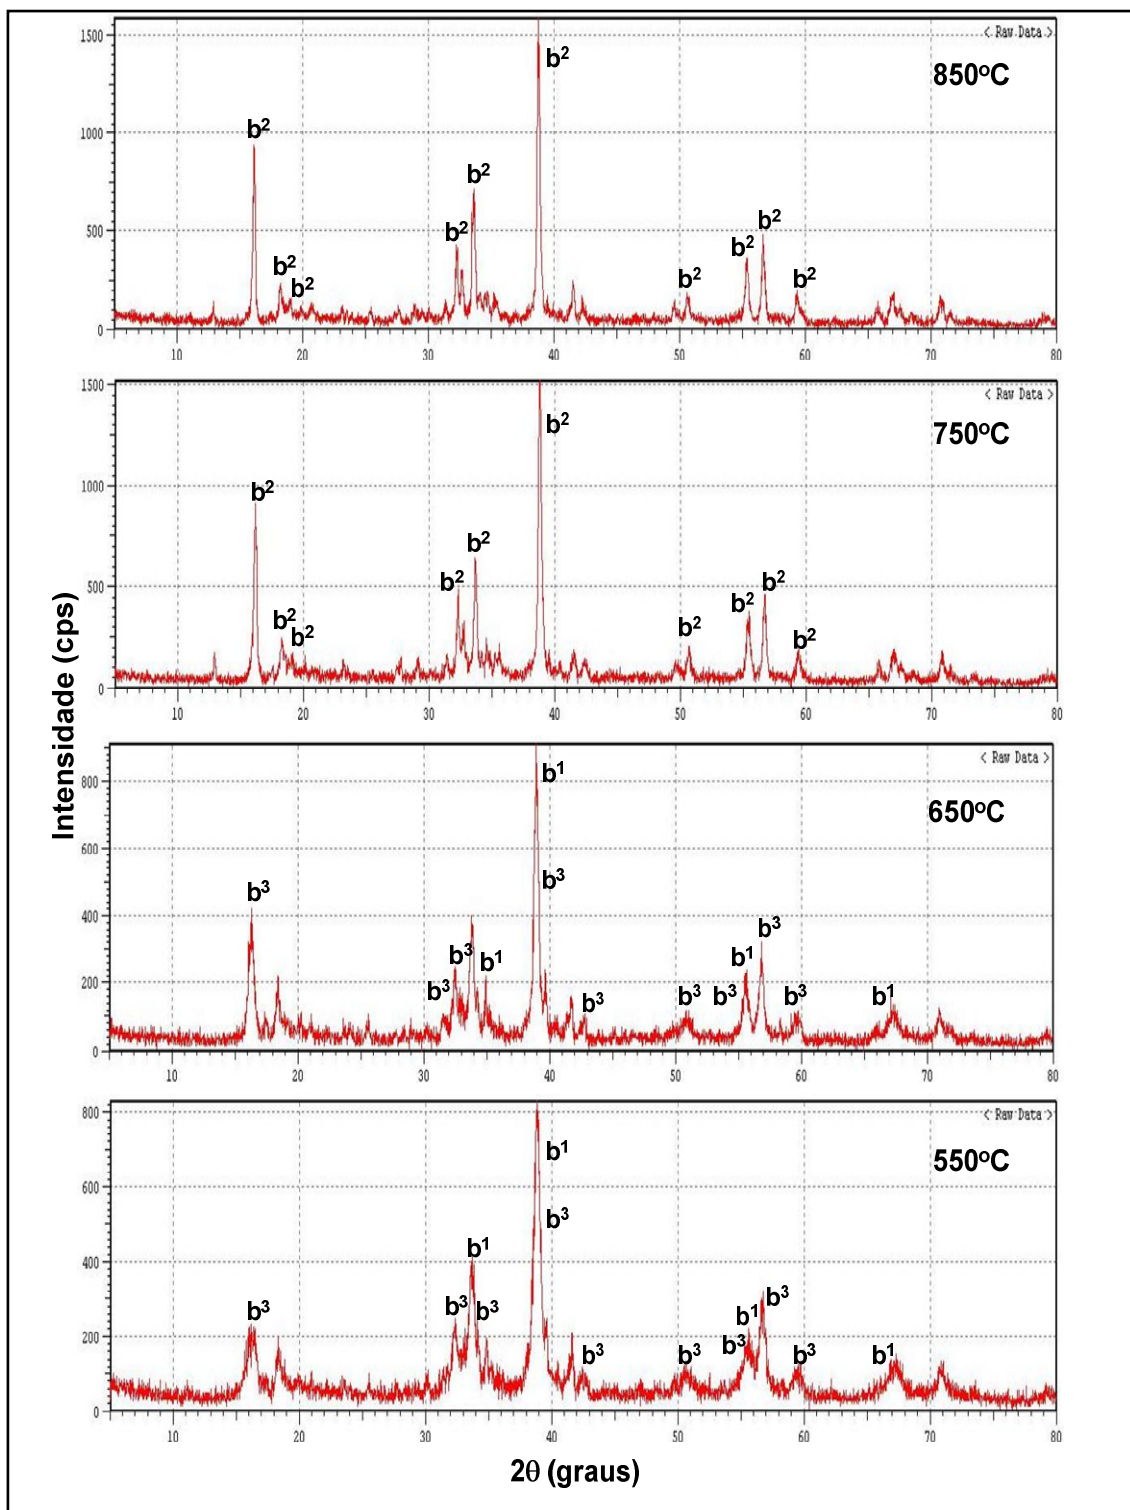 Intensidade (cps)
< Raw Data >
850°C
1500
1000
500
0
b²
b²
b²
b²
b²
b²
b²
b²
b²
b²
10 20 30 40 50 60 70 80
< Raw Data >
750°C
1500
1000
500
0
b²
b²
b²
b²
b²
b²
b²
b²
b²
b²
10 20 30 40 50 60 70 80
< Raw Data >
650°C
800
600
400
200
0
b³
b³
b³
b¹
b¹
b³
b³
b³
b³
b¹
b³
b³
b¹
10 20 30 40 50 60 70 80
< Raw Data >
550°C
800
600
400
200
0
b³
b³
b¹
b³
b¹
b³
b³
b³
b³
b¹
b³
b³
b¹
10 20 30 40 50 60 70 80
2θ (graus)